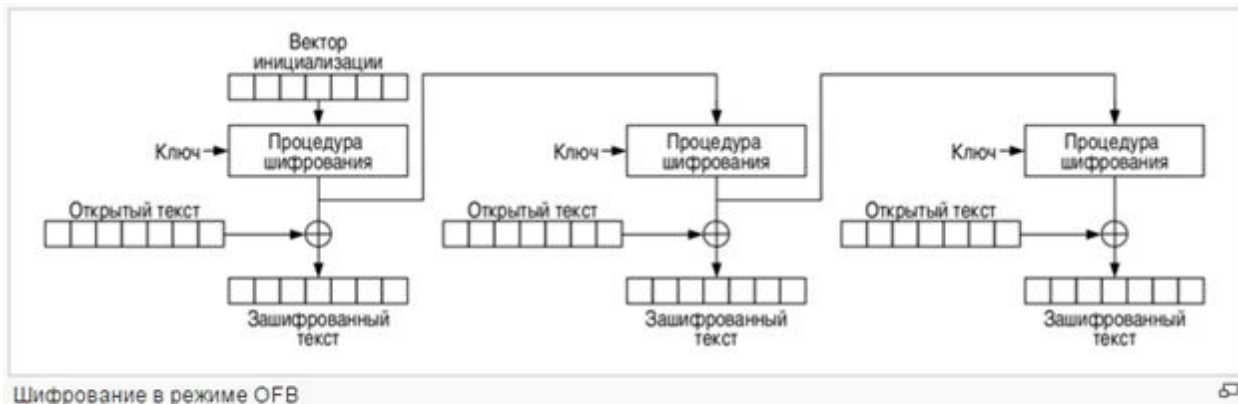 Вектор
инициализации
Ключ
Процедура
шифрования
Ключ
Процедура
шифрования
Ключ
Процедура
шифрования
Открытый текст
Открытый текст
Открытый текст
Зашифрованный
текст
Зашифрованный
текст
Зашифрованный
текст
Шифрование в режиме OFB